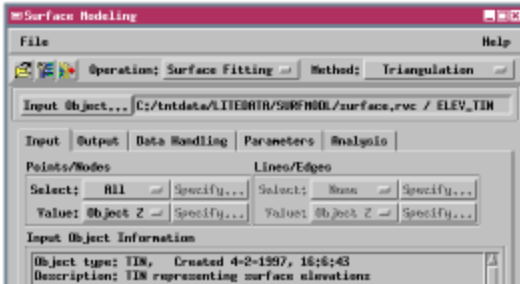 Surface Modeling
File Help
Operation: Surface Fitting Method: Triangulation
Input Object... C:/tntdata/LITEDATA/SURFMODL/surface.rvc / ELEV_TIN
Input Output Data Handling Parameters Analysis
Points/Nodes Lines/Edges
Select: All Specify... Select: None Specify...
Value: Object Z Specify... Value: Object Z Specify...
Input Object Information
Object type: TIN, Created 4-2-1997, 16:6:43
Description: TIN representing surface elevations